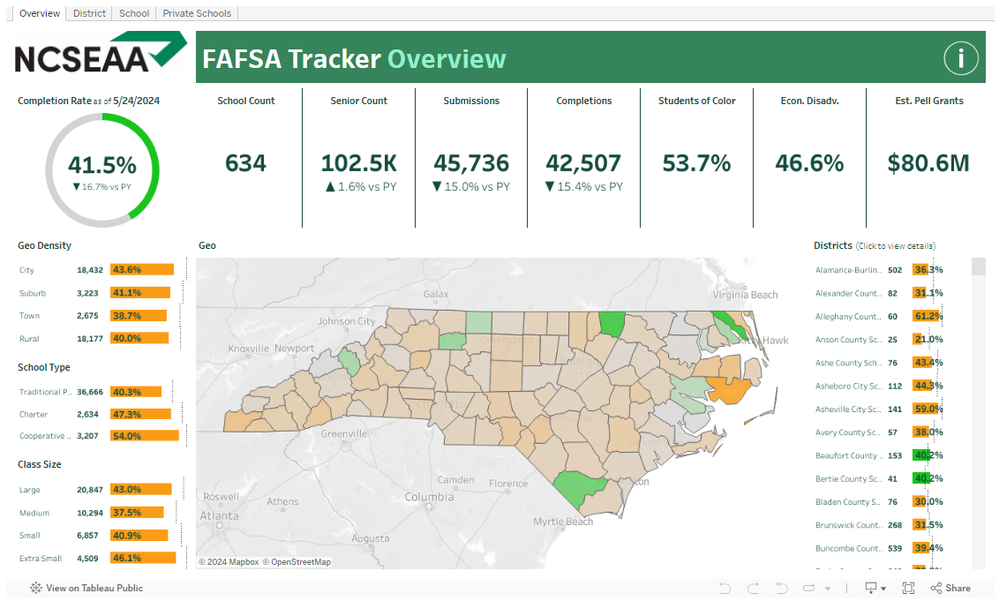 Overview District School Private Schools
NCSEAA
FAFSA Tracker Overview
i
Completion Rate as of 5/24/2024
41.5%
▼ 16.7% vs PY
School Count
634
Senior Count
102.5K
▲ 1.6% vs PY
Submissions
45,736
▼ 15.0% vs PY
Completions
42,507
▼ 15.4% vs PY
Students of Color
53.7%
Econ. Disadv.
46.6%
Est. Pell Grants
$80.6M
Geo Density
City 18,432 43.6%
Suburb 3,223 41.1%
Town 2,675 38.7%
Rural 18,177 40.0%
School Type
Traditional P.. 36,666 40.3%
Charter 2,634 47.3%
Cooperative .. 3,207 54.0%
Class Size
Large 20,847 43.0%
Medium 10,294 37.5%
Small 6,857 40.9%
Extra Small 4,509 46.1%
Geo
Galax
Virginia Beach
Johnson City
Knoxville
Newport
Kitty Hawk
Greensboro
Greenville
Camden
Florence
Columbia
Roswell
Athens
Atlanta
Myrtle Beach
Augusta
© 2024 Mapbox © OpenStreetMap
Districts (Click to view details)
Alamance-Burlin.. 502 36.3%
Alexander Count.. 82 31.1%
Alleghany Count.. 60 61.2%
Anson County Sc.. 25 21.0%
Ashe County Sch.. 76 43.4%
Asheboro City Sc.. 112 44.3%
Asheville City Sc.. 141 59.0%
Avery County Sc.. 57 38.0%
Beaufort County .. 153 40.2%
Bertie County Sc.. 41 40.2%
Bladen County S.. 76 30.0%
Brunswick Count.. 268 31.5%
Buncombe Count.. 539 39.4%
View on Tableau Public
Share